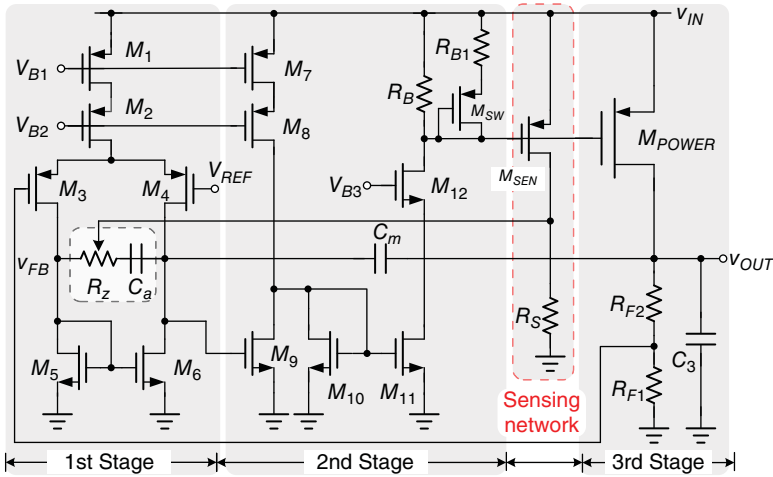 v_IN
M_1
R_B1
V_B1
M_7
R_B
M_2
M_SW
V_B2
M_8
M_POWER
M_SEN
M_3
M_4
V_REF
V_B3
M_12
C_m
v_FB
v_OUT
R_z
C_a
R_S
R_F2
C_3
M_5
M_6
M_9
M_10
M_11
R_F1
Sensing
network
1st Stage
2nd Stage
3rd Stage